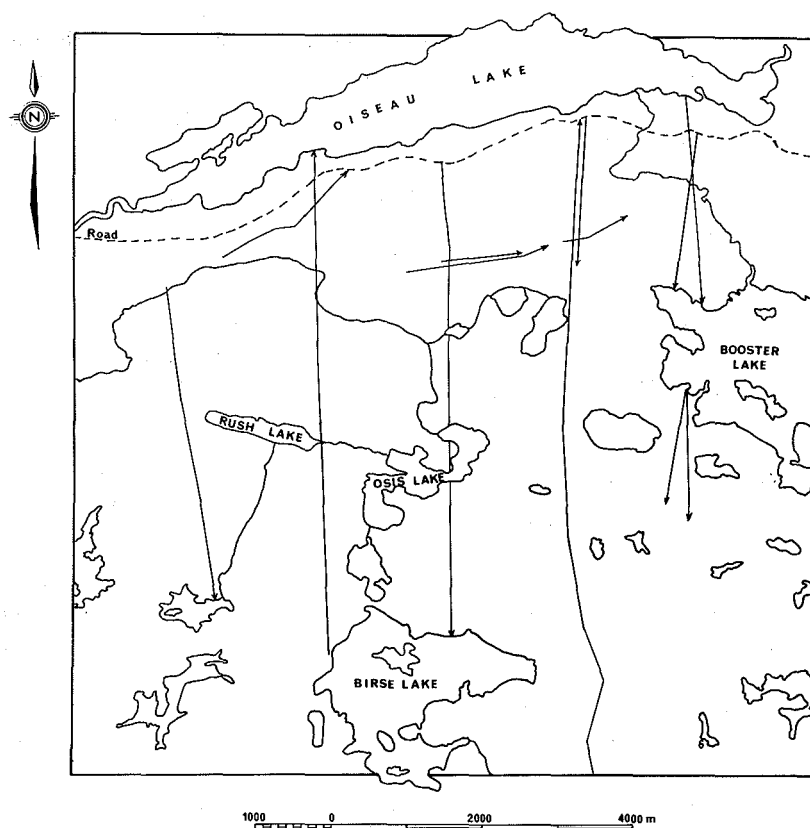 OISEAU LAKE
N
Road
BOOSTER
LAKE
RUSH LAKE
OSIS LAKE
BIRSE LAKE
1000 0 2000 4000 m